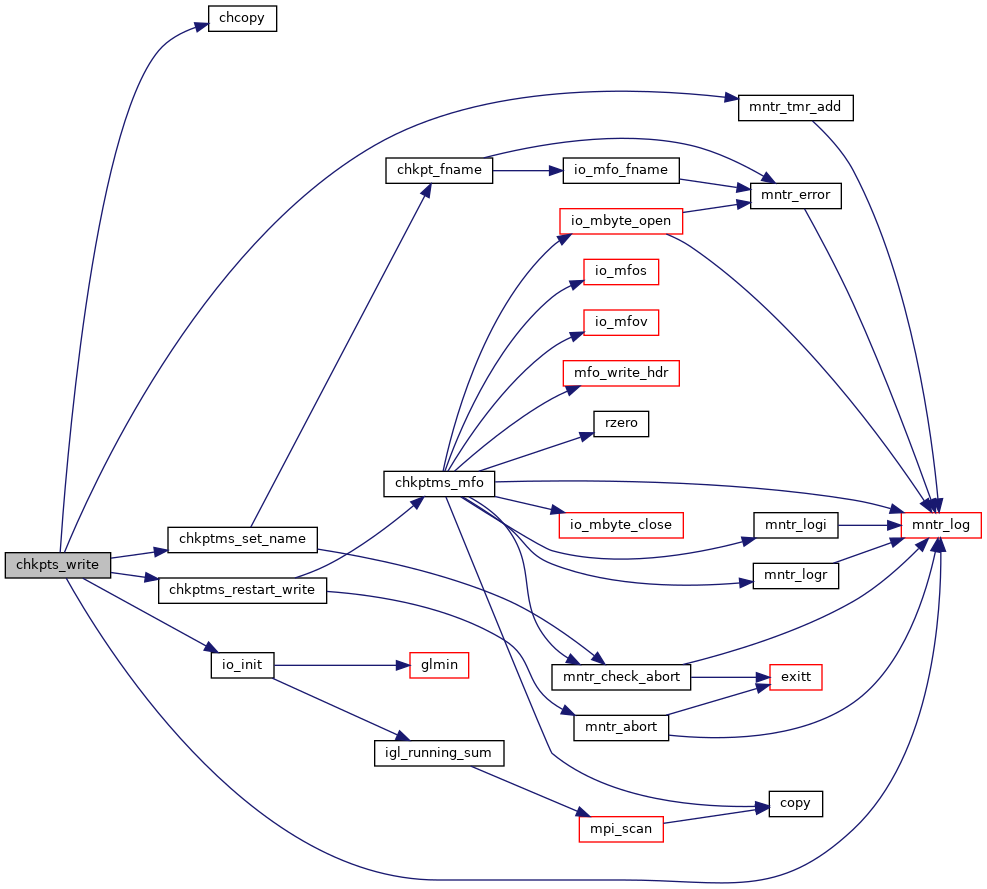 chcopy
mntr_tmr_add
chkpt_fname
io_mfo_fname
mntr_error
io_mbyte_open
io_mfos
io_mfov
mfo_write_hdr
rzero
chkptms_mfo
io_mbyte_close
mntr_logi
mntr_log
chkptms_set_name
chkpts_write
mntr_logr
chkptms_restart_write
io_init
glmin
mntr_check_abort
exitt
mntr_abort
igl_running_sum
copy
mpi_scan